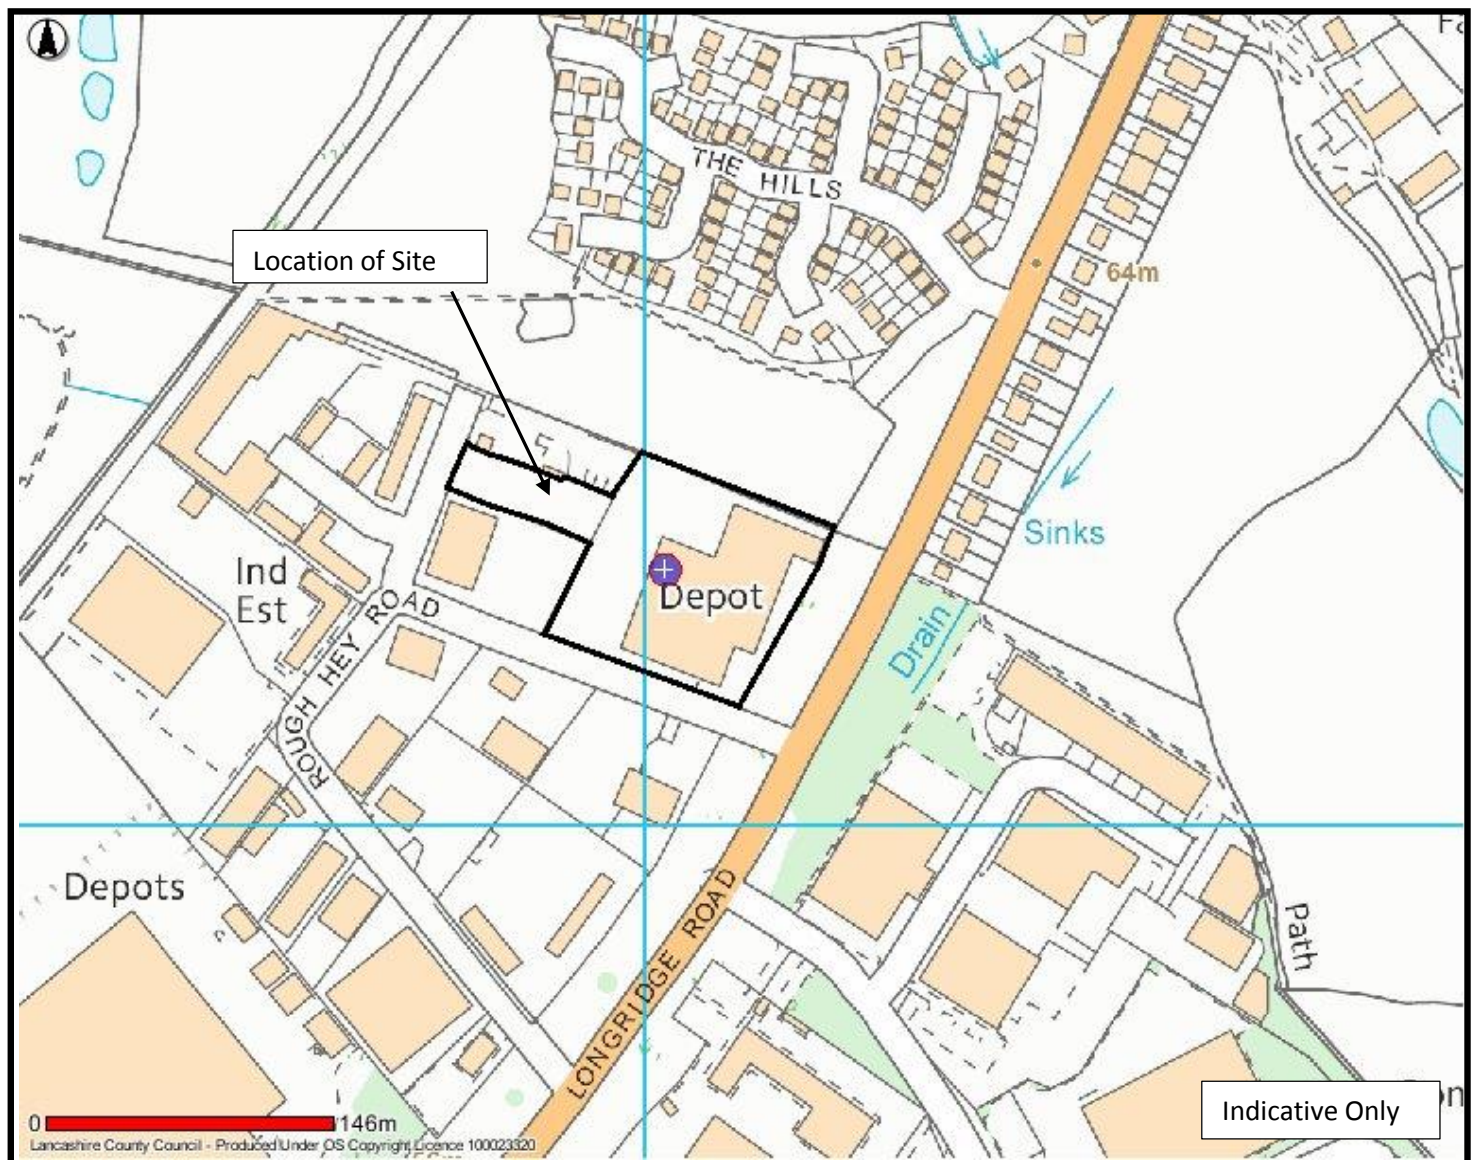 THE HILLS
Location of Site
64m
Sinks
Ind
Est
Depot
ROUGH HEY ROAD
Drain
Depots
LONGRIDGE ROAD
Path
Indicative Only
0 146m
Lancashire County Council - Produced Under OS Copyright Licence 100023320